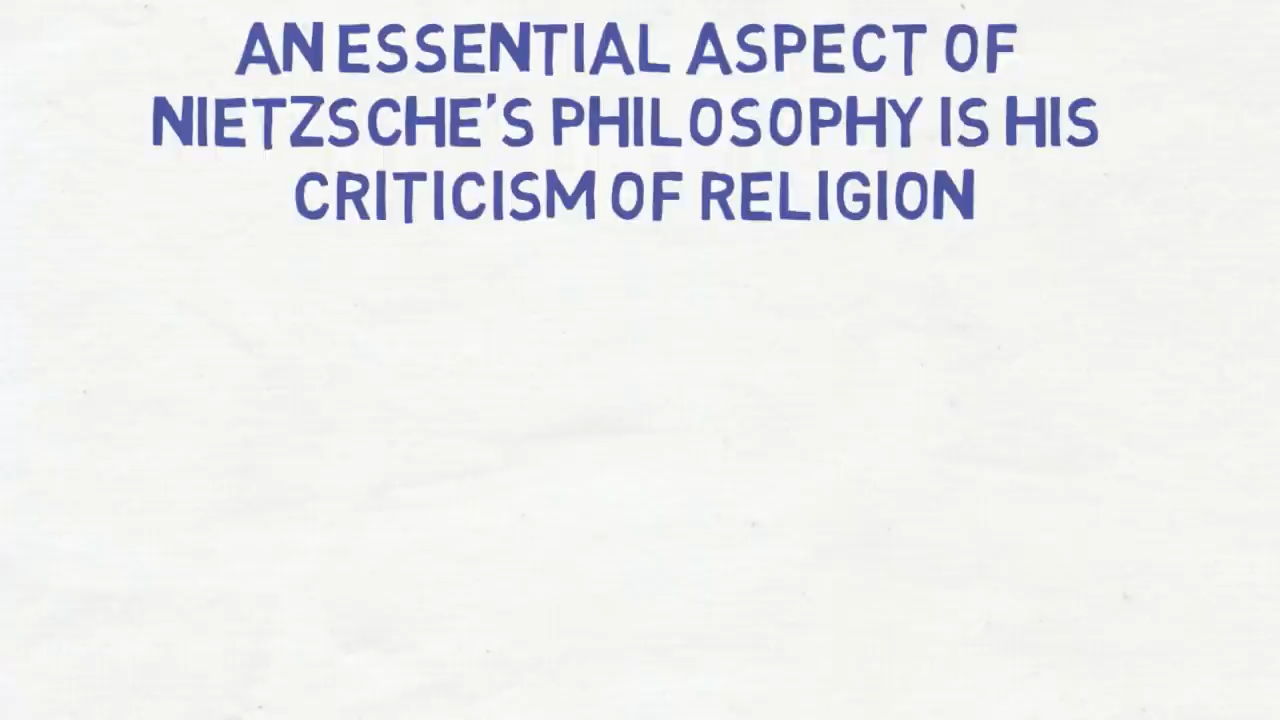 AN ESSENTIAL ASPECT OF
NIETZSCHE'S PHILOSOPHY IS HIS
CRITICISM OF RELIGION